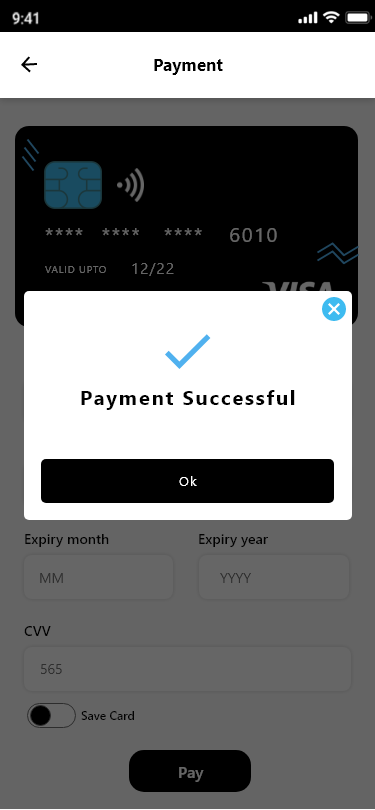 9:41
Payment
**** **** **** 6010
VALID UPTO 12/22
VISA
Payment Successful
Ok
Expiry month Expiry year
MM YYYY
CVV
565
Save Card
Pay